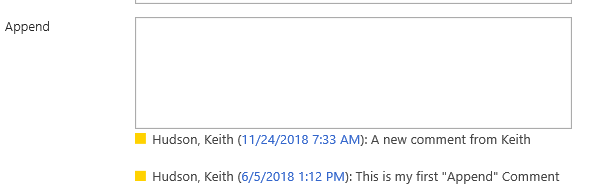 Append
Hudson, Keith (11/24/2018 7:33 AM): A new comment from Keith
Hudson, Keith (6/5/2018 1:12 PM): This is my first "Append" Comment